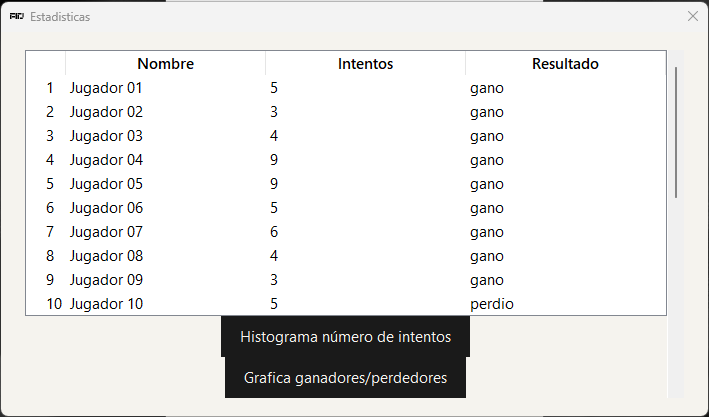 Estadisticas
Nombre Intentos Resultado
1 Jugador 01 5 gano
2 Jugador 02 3 gano
3 Jugador 03 4 gano
4 Jugador 04 9 gano
5 Jugador 05 9 gano
6 Jugador 06 5 gano
7 Jugador 07 6 gano
8 Jugador 08 4 gano
9 Jugador 09 3 gano
10 Jugador 10 5 perdio
Histograma número de intentos
Grafica ganadores/perdedores